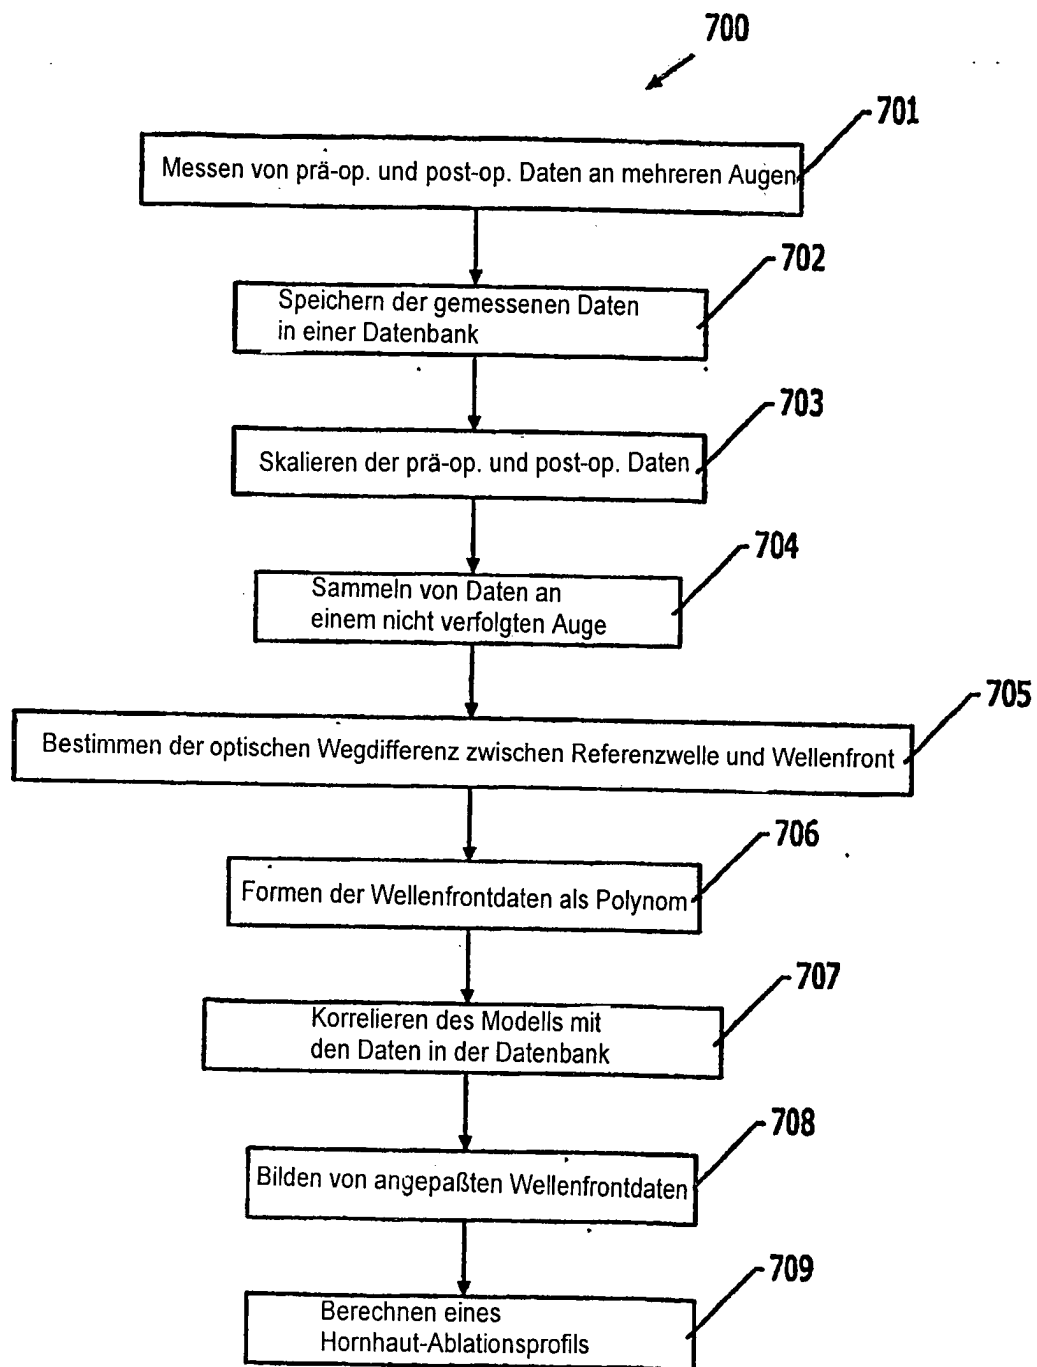 700
701
Messen von prä-op. und post-op. Daten an mehreren Augen
702
Speichern der gemessenen Daten
in einer Datenbank
703
Skalieren der prä-op. und post-op. Daten
704
Sammeln von Daten an
einem nicht verfolgten Auge
705
Bestimmen der optischen Wegdifferenz zwischen Referenzwelle und Wellenfront
706
Formen der Wellenfrontdaten als Polynom
707
Korrelieren des Modells mit
den Daten in der Datenbank
708
Bilden von angepaßten Wellenfrontdaten
709
Berechnen eines
Hornhaut-Ablationsprofils